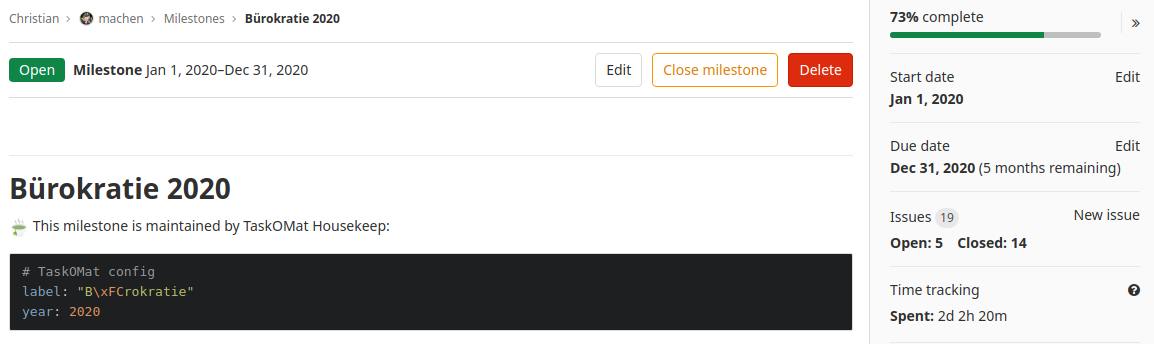 Christian › machen › Milestones › Bürokratie 2020
Open Milestone Jan 1, 2020–Dec 31, 2020 Edit Close milestone Delete
Bürokratie 2020
This milestone is maintained by TaskOMat Housekeep:
# TaskOMat config
label: "B\xFCrokratie"
year: 2020
73% complete »
Start date Edit
Jan 1, 2020
Due date Edit
Dec 31, 2020 (5 months remaining)
Issues 19 New issue
Open: 5 Closed: 14
Time tracking ?
Spent: 2d 2h 20m